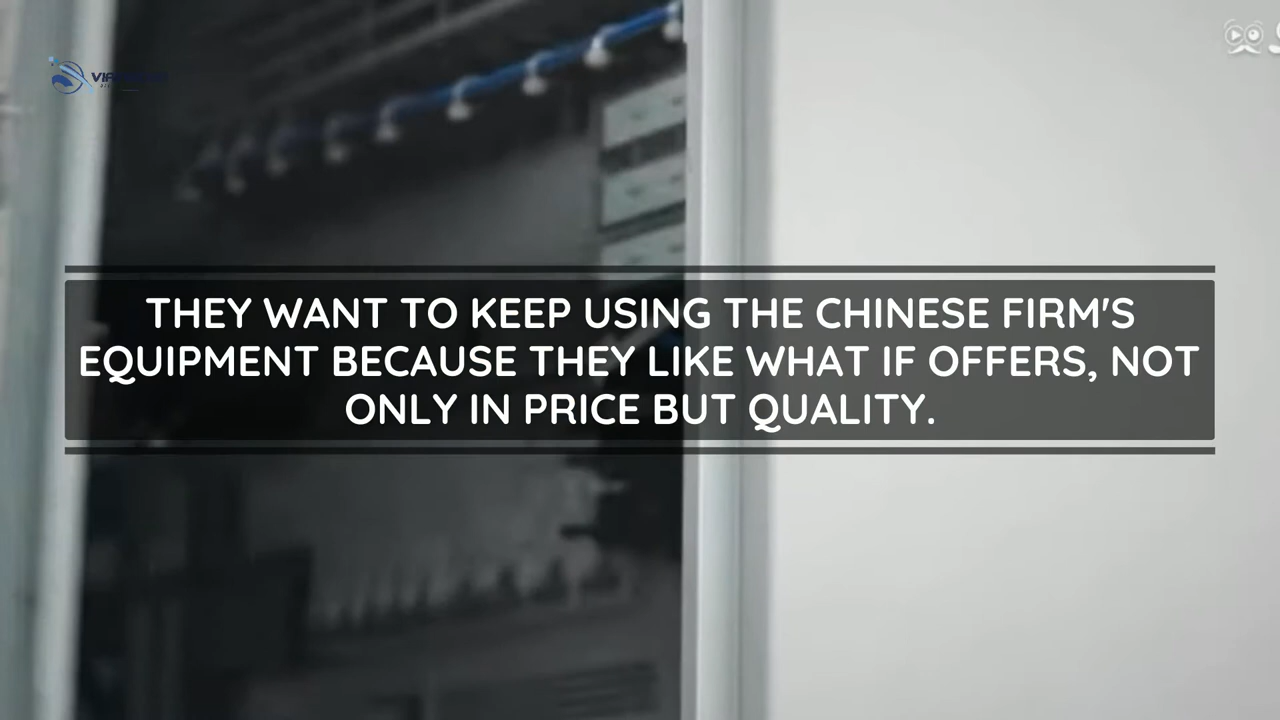 THEY WANT TO KEEP USING THE CHINESE FIRM'S
EQUIPMENT BECAUSE THEY LIKE WHAT IF OFFERS, NOT
ONLY IN PRICE BUT QUALITY.